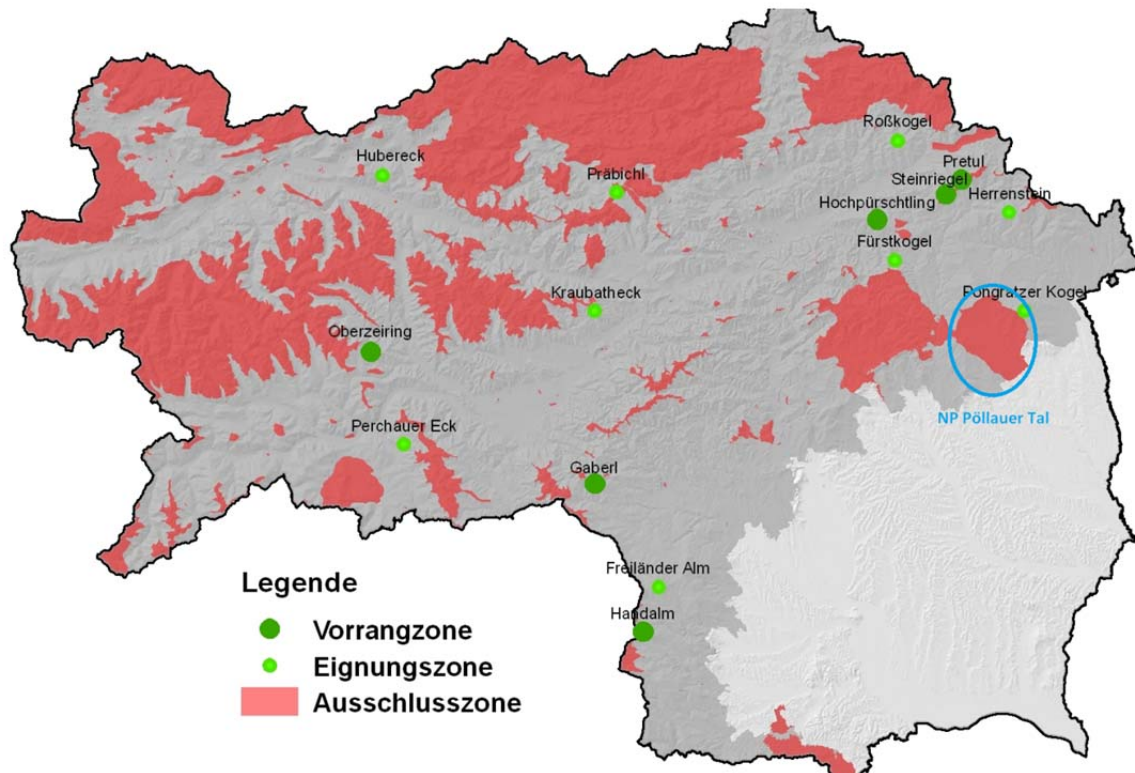 Roßkogel
Hubereck
Pretul
Präbichl
Steinriegel
Herrenstein
Hochpürschtling
Fürstkogel
Kraubatheck
Pongratzer Kogel
Oberzeiring
NP Pöllauer Tal
Perchauer Eck
Gaberl
Freiländer Alm
Handalm
Legende
Vorrangzone
Eignungszone
Ausschlusszone